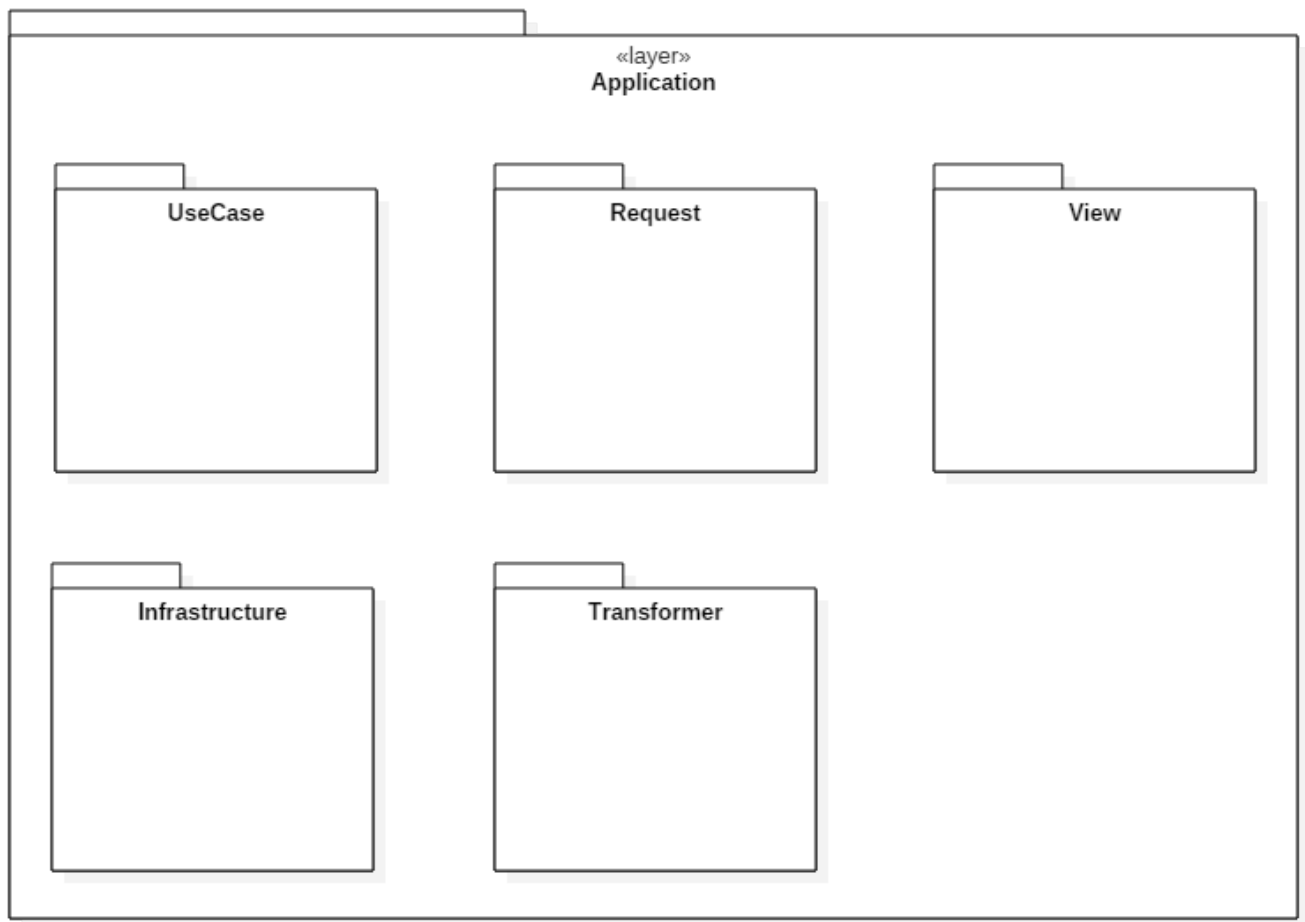 «layer»
Application
UseCase
Request
View
Infrastructure
Transformer